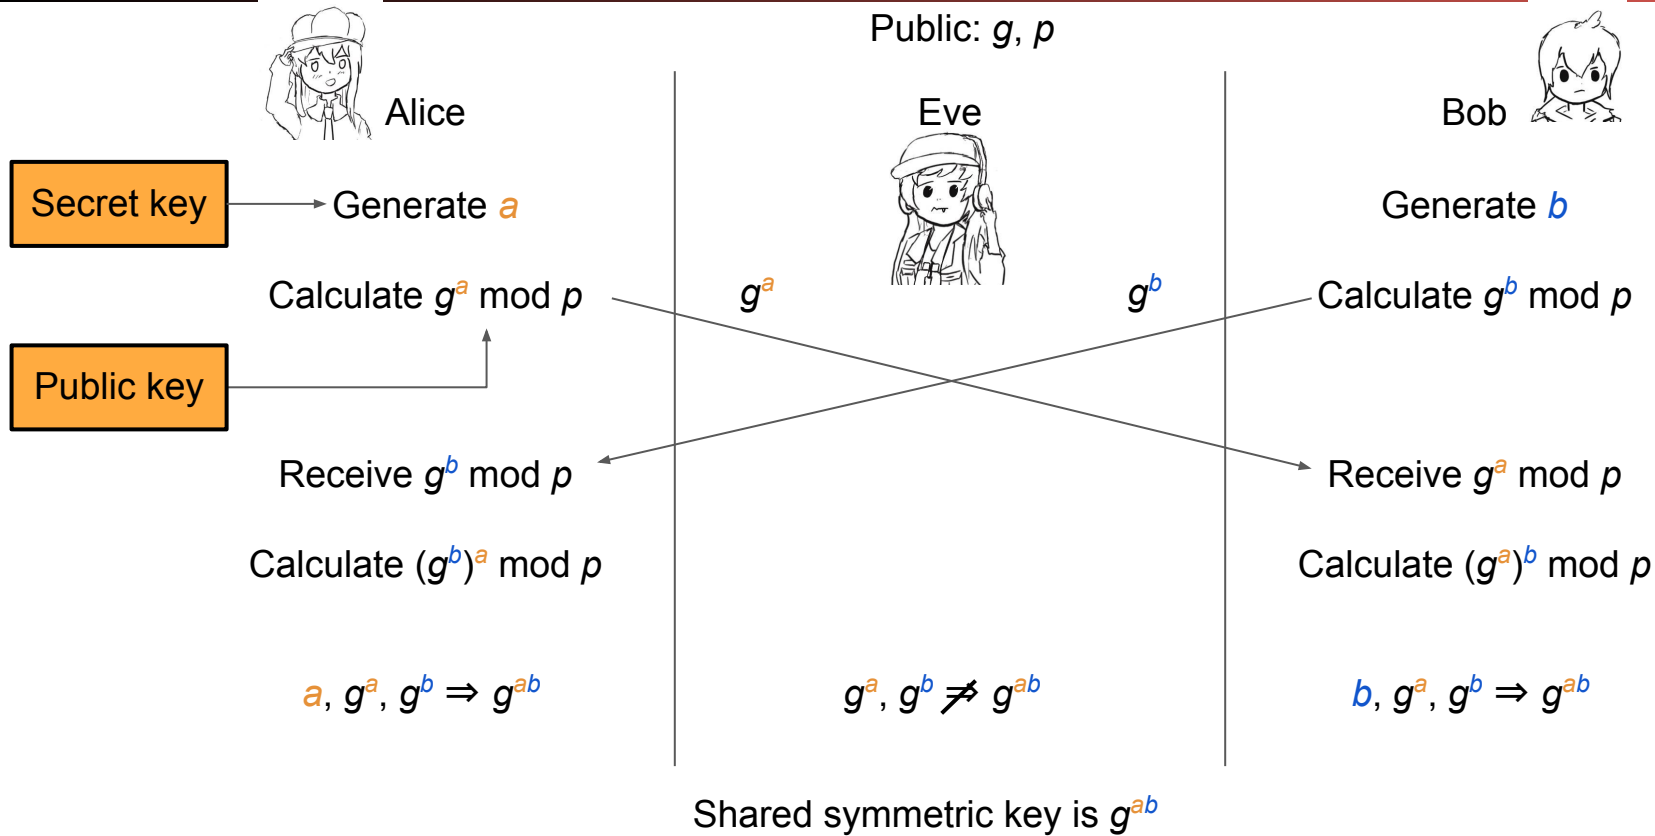 Public: g, p
Alice
Eve
Bob
Secret key
Generate a
Generate b
Calculate gᵃ mod p
gᵃ
gᵇ
Calculate gᵇ mod p
Public key
Receive gᵇ mod p
Receive gᵃ mod p
Calculate (gᵇ)ᵃ mod p
Calculate (gᵃ)ᵇ mod p
a, gᵃ, gᵇ ⇒ gᵃᵇ
gᵃ, gᵇ ⇏ gᵃᵇ
b, gᵃ, gᵇ ⇒ gᵃᵇ
Shared symmetric key is gᵃᵇ